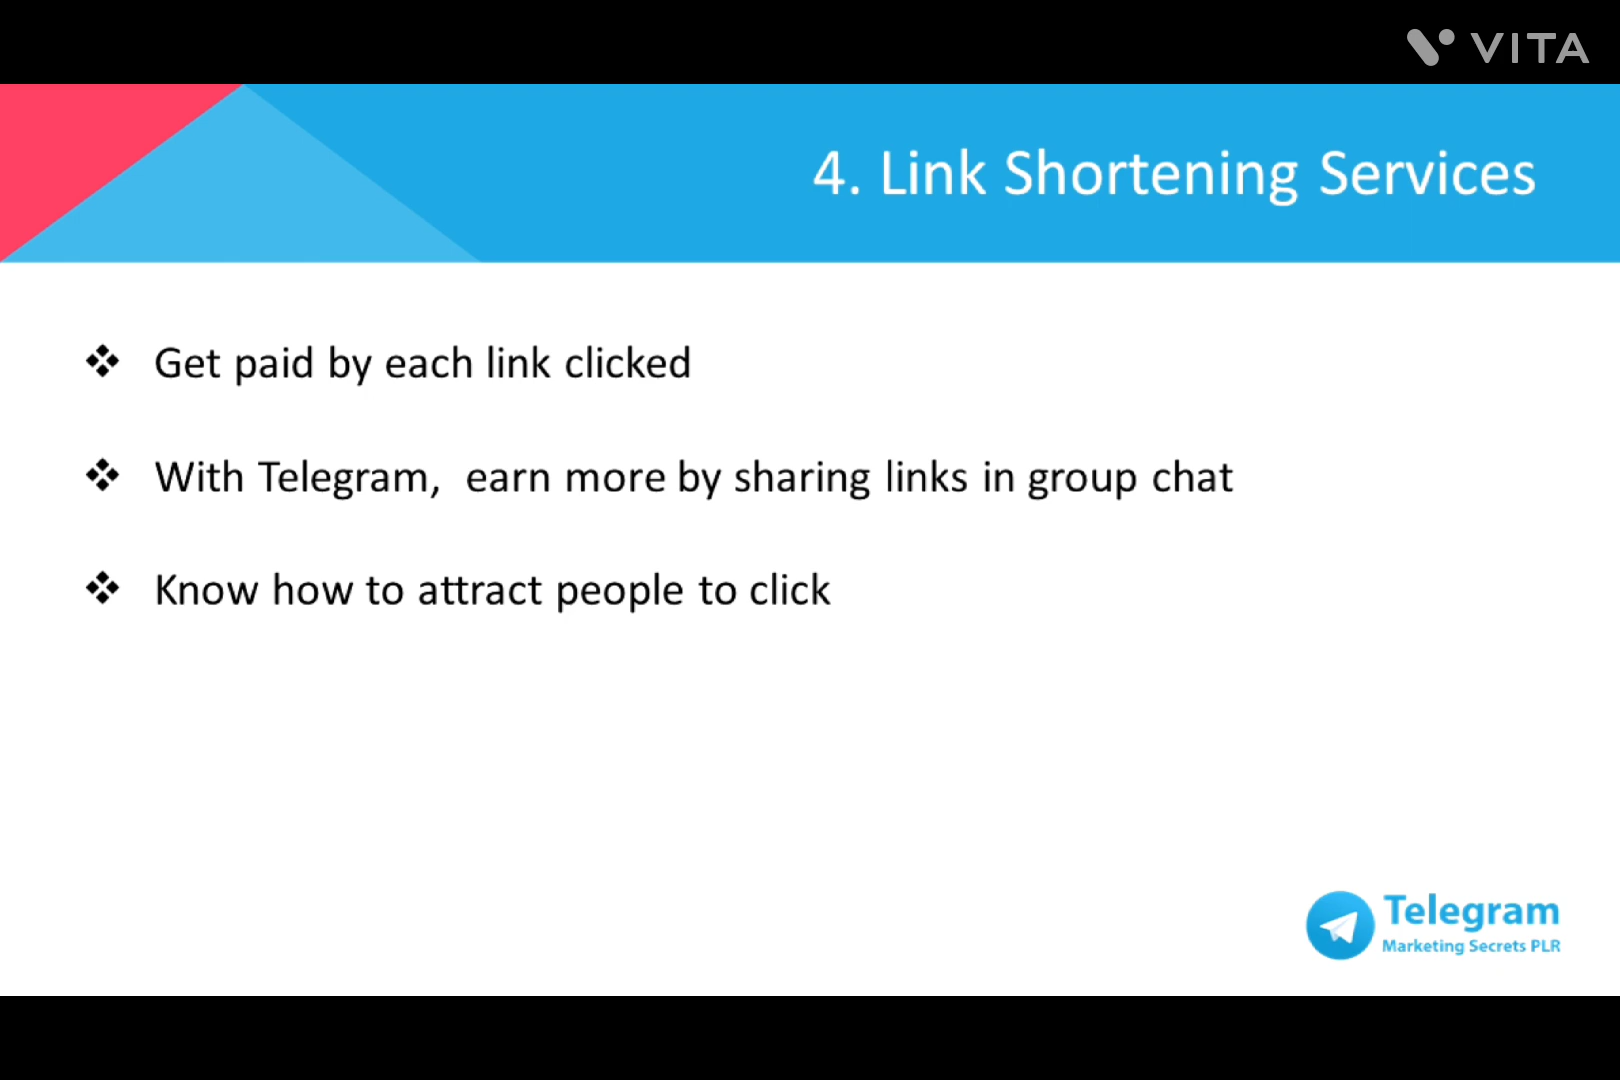 VITA
4. Link Shortening Services
❖ Get paid by each link clicked
❖ With Telegram,  earn more by sharing links in group chat
❖ Know how to attract people to click
Telegram
Marketing Secrets PLR